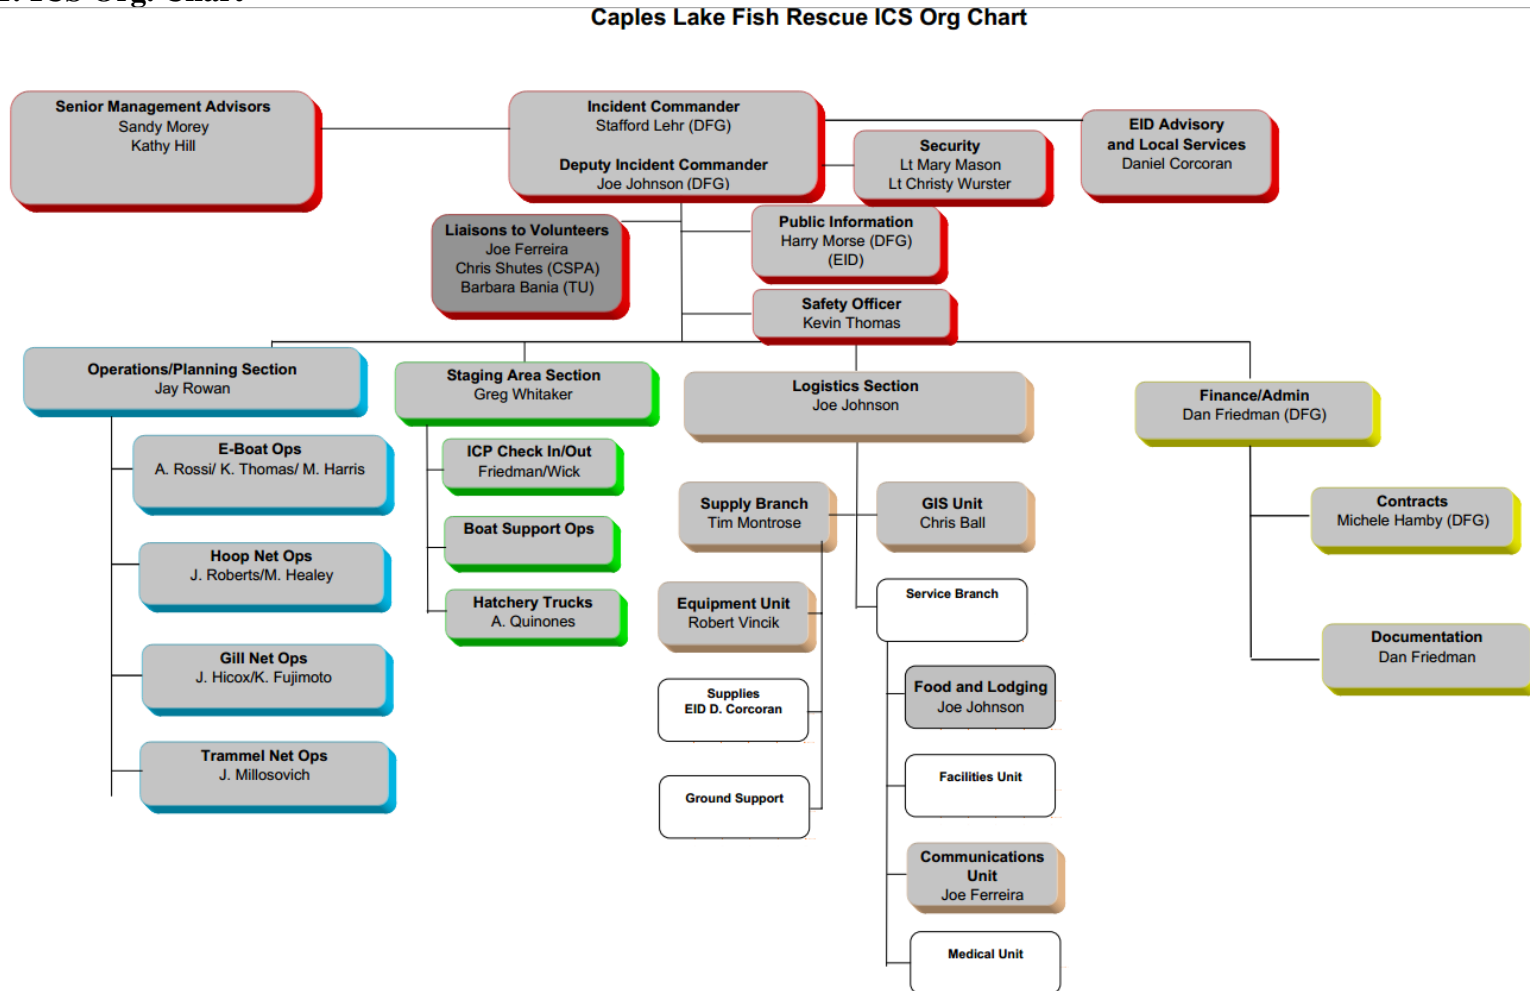 Caples Lake Fish Rescue ICS Org Chart
Senior Management Advisors
Sandy Morey
Kathy Hill
Incident Commander
Stafford Lehr (DFG)
Deputy Incident Commander
Joe Johnson (DFG)
Security
Lt Mary Mason
Lt Christy Wurster
EID Advisory
and Local Services
Daniel Corcoran
Liaisons to Volunteers
Joe Ferreira
Chris Shutes (CSPA)
Barbara Bania (TU)
Public Information
Harry Morse (DFG)
(EID)
Safety Officer
Kevin Thomas
Operations/Planning Section
Jay Rowan
E-Boat Ops
A. Rossi/ K. Thomas/ M. Harris
Hoop Net Ops
J. Roberts/M. Healey
Gill Net Ops
J. Hicox/K. Fujimoto
Trammel Net Ops
J. Millosovich
Staging Area Section
Greg Whitaker
ICP Check In/Out
Friedman/Wick
Boat Support Ops
Hatchery Trucks
A. Quinones
Logistics Section
Joe Johnson
Supply Branch
Tim Montrose
GIS Unit
Chris Ball
Equipment Unit
Robert Vincik
Supplies
EID D. Corcoran
Ground Support
Service Branch
Food and Lodging
Joe Johnson
Facilities Unit
Communications
Unit
Joe Ferreira
Medical Unit
Finance/Admin
Dan Friedman (DFG)
Contracts
Michele Hamby (DFG)
Documentation
Dan Friedman